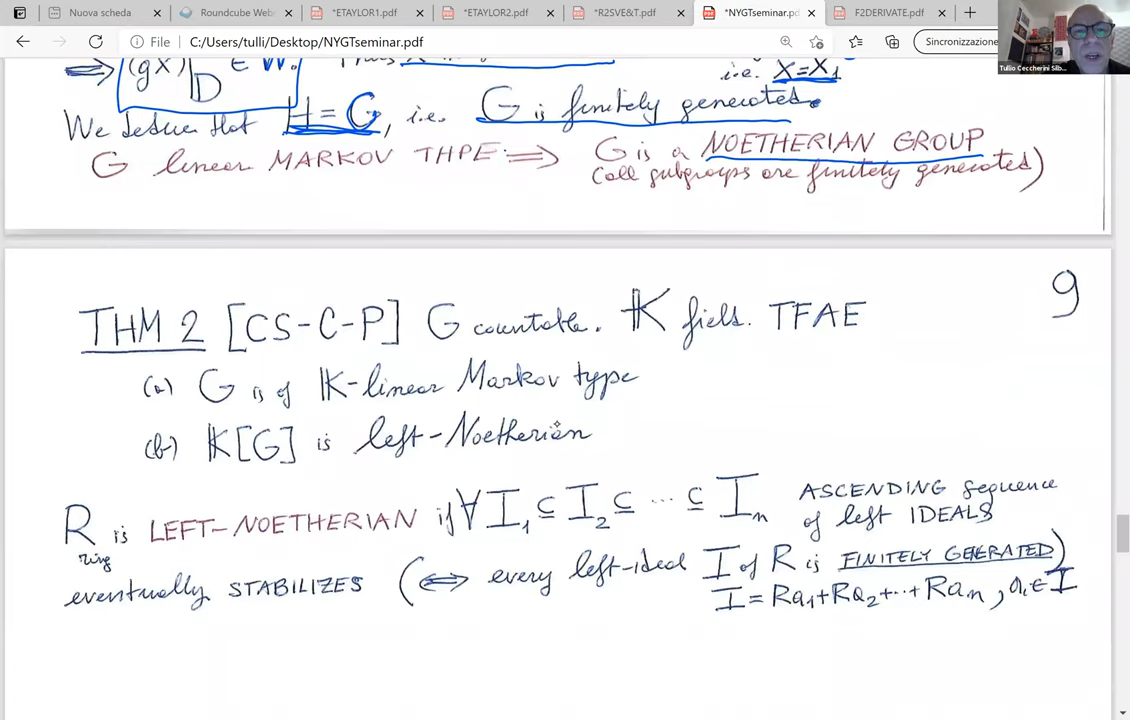 Nuova scheda
Roundcube Web
*ETAYLOR1.pdf
*ETAYLOR2.pdf
*R2SVE&T.pdf
*NYGTseminar.pd
F2DERIVATE.pdf
File
C:/Users/tulli/Desktop/NYGTseminar.pdf
Sincronizzazione
Tullio Ceccherini Silb...
⟹ (gx)|D ∈ W.
i.e. X=X1
We deduce that H = G, i.e. G is finitely generated.
G linear MARKOV TYPE ⟹ G is a NOETHERIAN GROUP
(all subgroups are finitely generated)
9
THM 2 [CS-C-P] G countable. 𝕂 field. TFAE
(a) G is of 𝕂-linear Markov type
(b) 𝕂[G] is left-Noetherian
R is LEFT-NOETHERIAN if ∀ I1 ⊆ I2 ⊆ ... ⊆ In ASCENDING sequence
ring
of left IDEALS
eventually STABILIZES (⟺ every left-ideal I of R is FINITELY GENERATED)
I = Ra1+Ra2+...+Ran, ai ∈ I